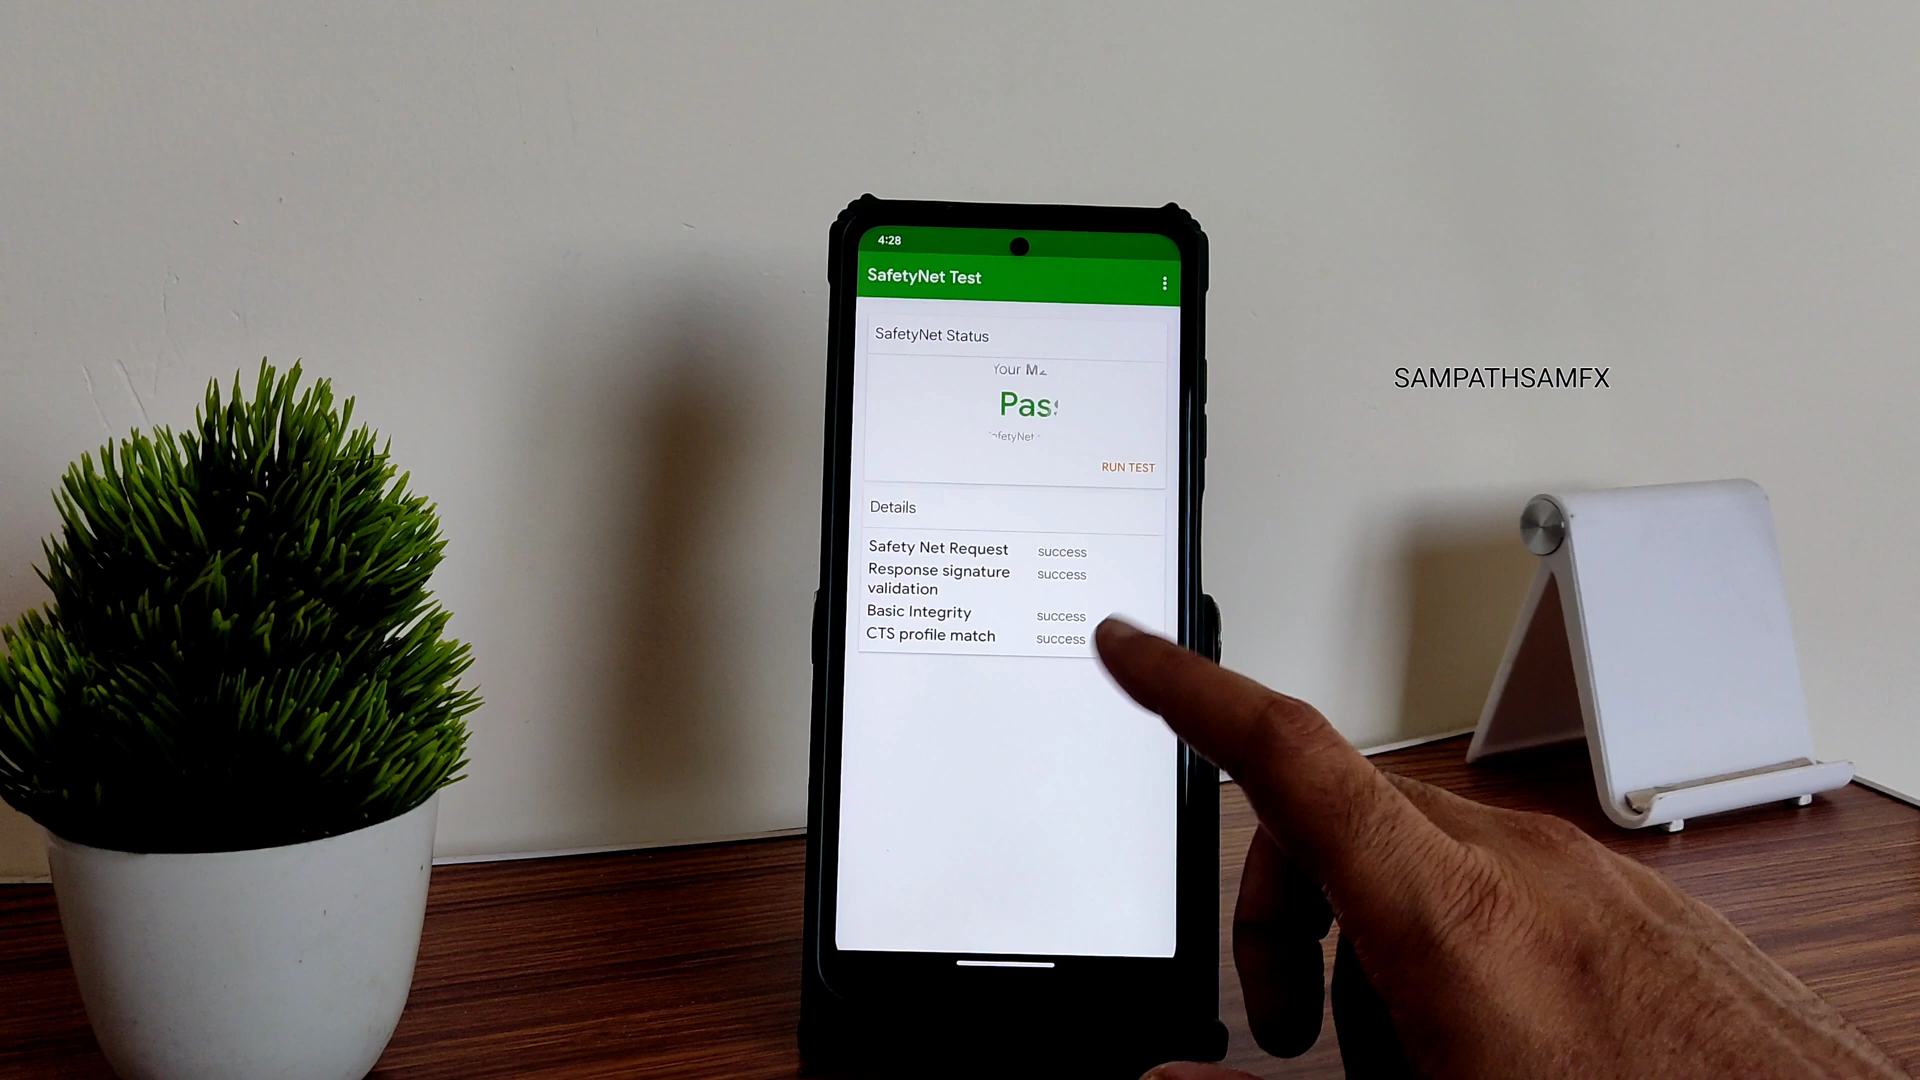 4:28
SafetyNet Test
SafetyNet Status
Your
Pas
RUN TEST
Details
Safety Net Request success
Response signature validation success
Basic Integrity success
CTS profile match success
SAMPATHSAMFX